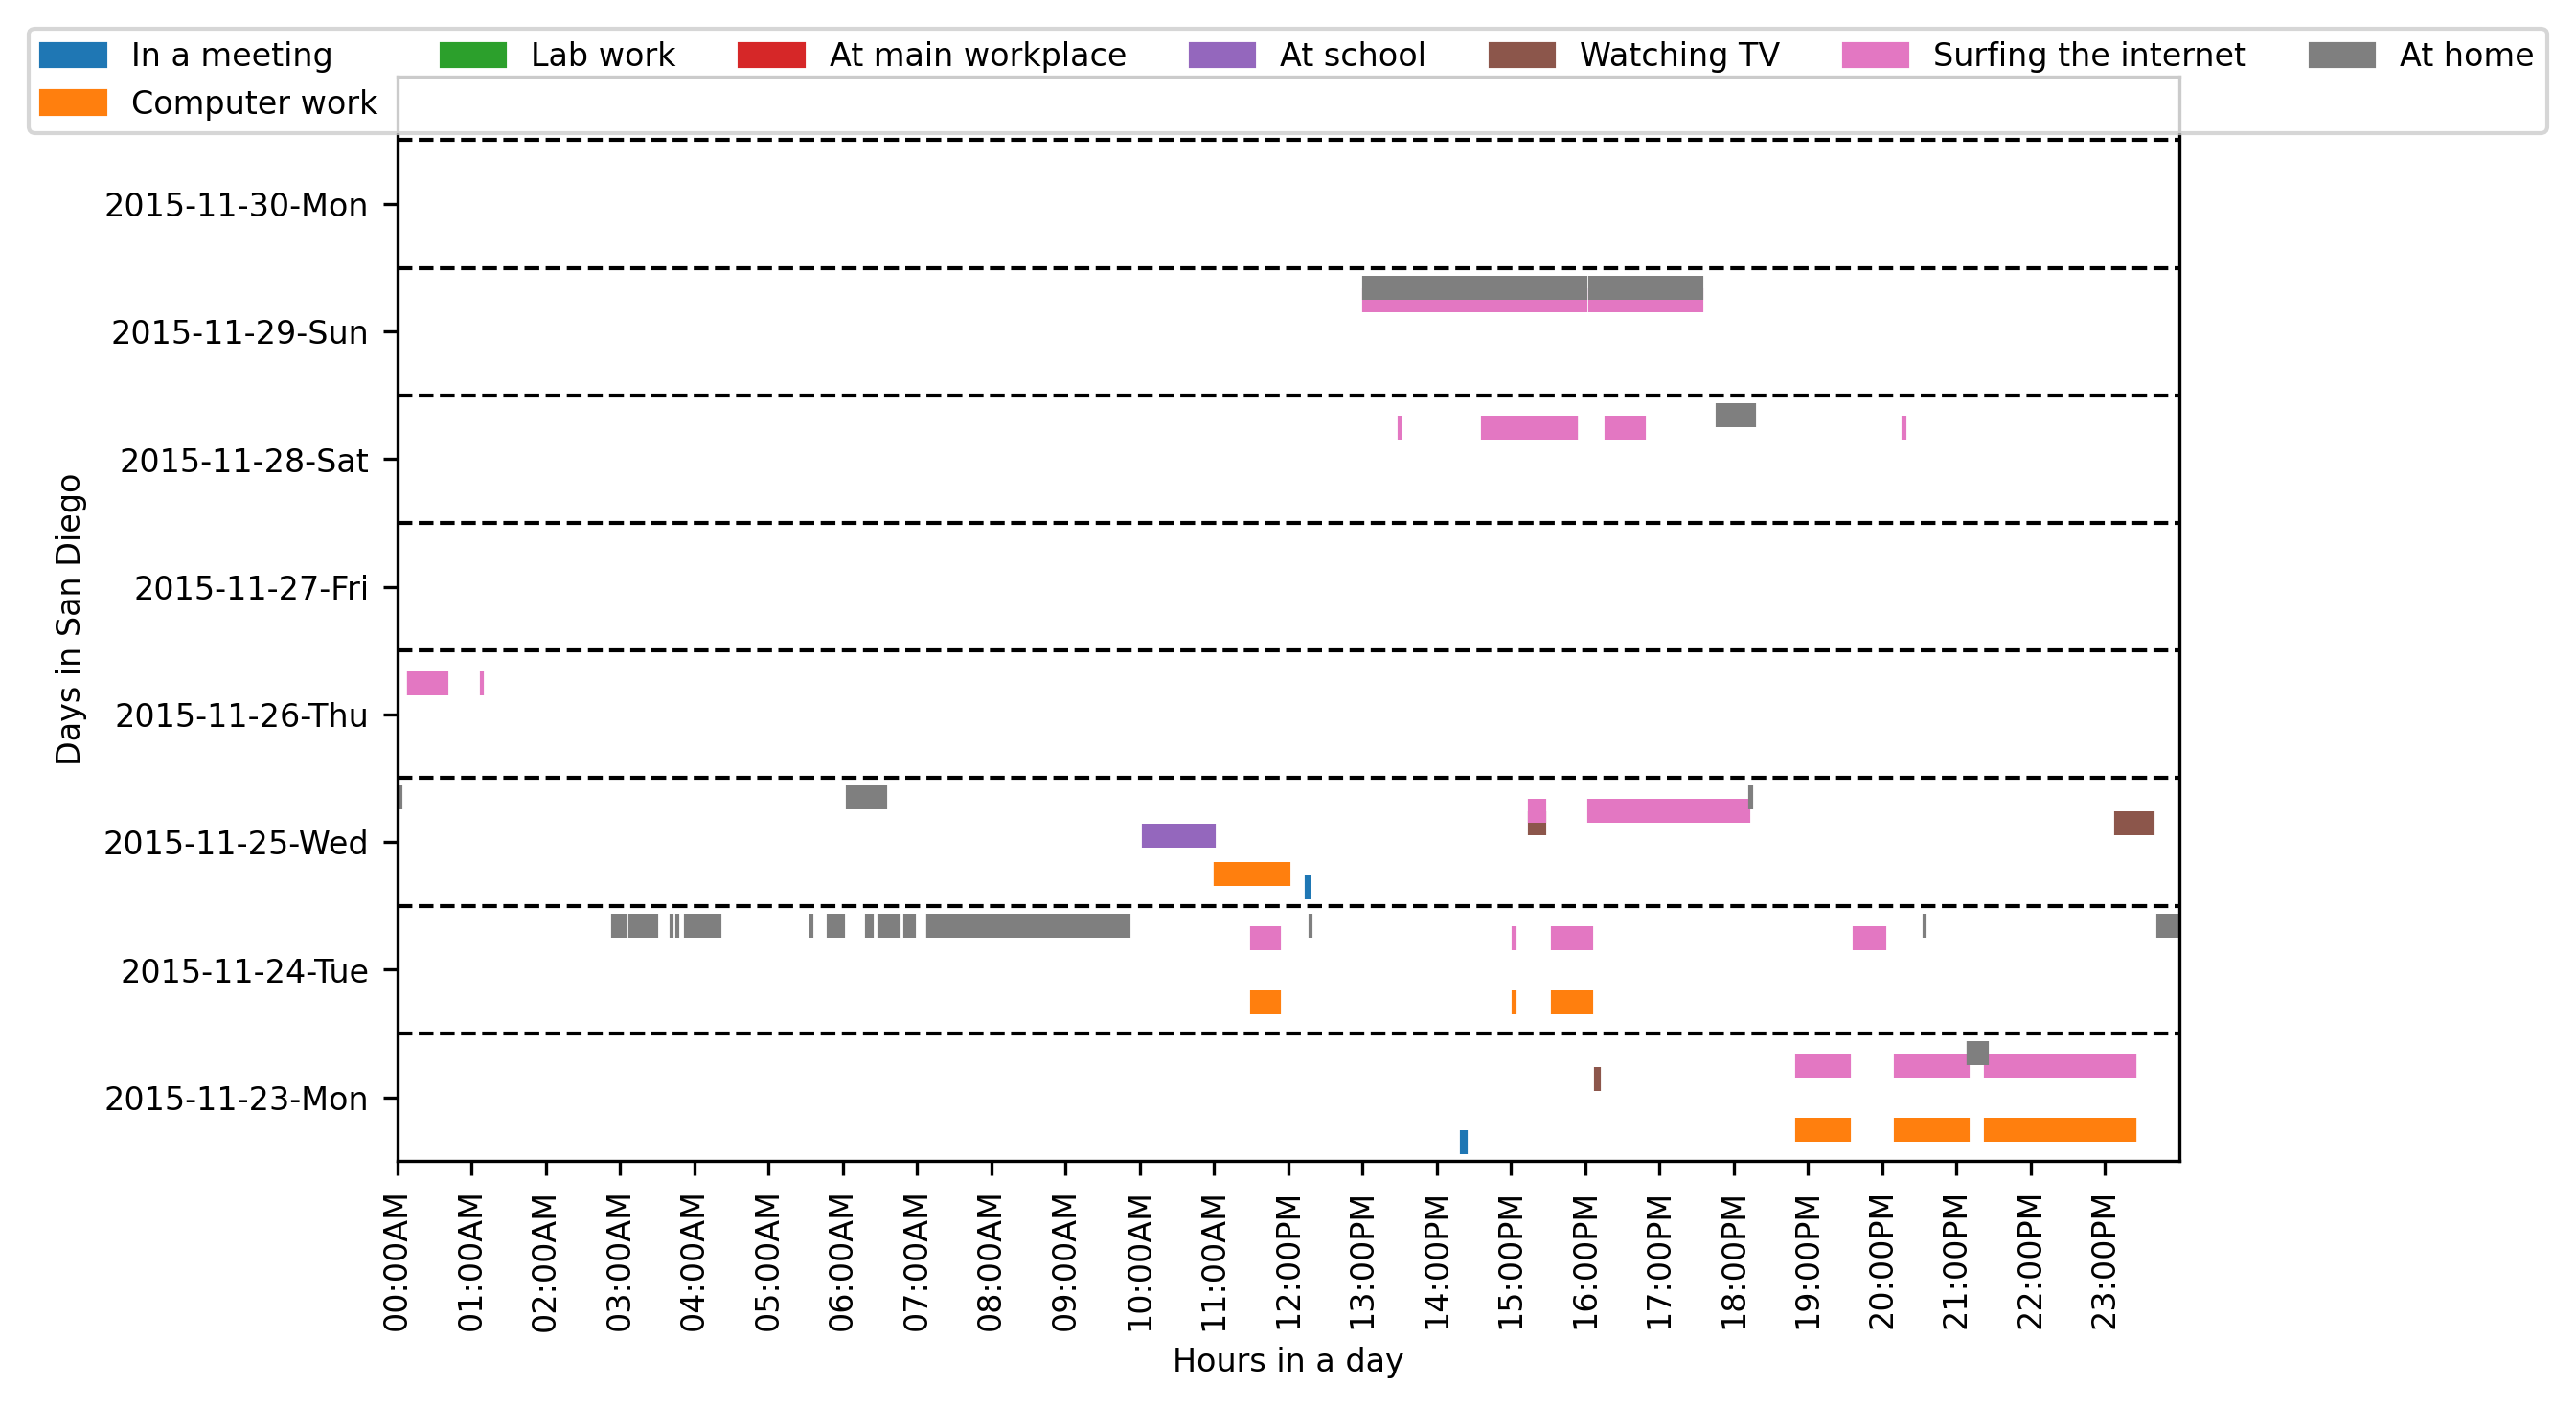 In a meeting Lab work At main workplace At school Watching TV Surfing the internet At home
Computer work
2015-11-30-Mon
2015-11-29-Sun
2015-11-28-Sat
2015-11-27-Fri
2015-11-26-Thu
2015-11-25-Wed
2015-11-24-Tue
2015-11-23-Mon
Days in San Diego
00:00AM
01:00AM
02:00AM
03:00AM
04:00AM
05:00AM
06:00AM
07:00AM
08:00AM
09:00AM
10:00AM
11:00AM
12:00PM
13:00PM
14:00PM
15:00PM
16:00PM
17:00PM
18:00PM
19:00PM
20:00PM
21:00PM
22:00PM
23:00PM
Hours in a day